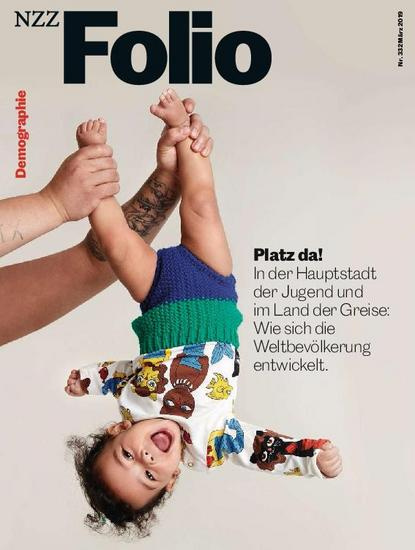 NZZ
Folio
Nr. 332 März 2019
Demographie
Platz da!
In der Hauptstadt
der Jugend und
im Land der Greise:
Wie sich die
Weltbevölkerung
entwickelt.